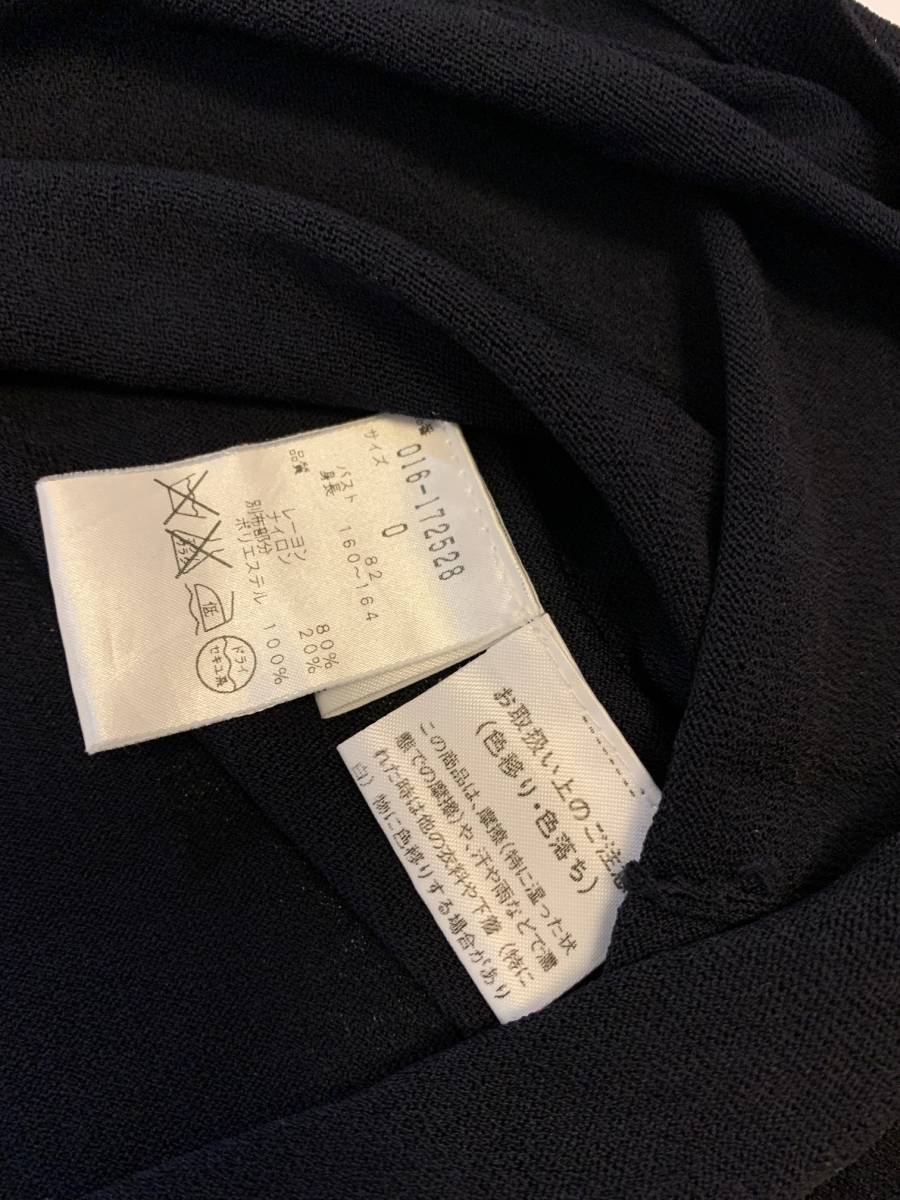 品番 016-172528
サイズ 0
バスト 82
身長 160~164
品質
レーヨン 80%
ナイロン 20%
別布部分
ポリエステル 100%
低
ドライ
セキユ系
お取扱い上のご注意
(色移り・色落ち)
この商品は、摩擦(特に湿った状
態での摩擦)や、汗や雨などで濡
れた時は他の衣料や下着(特に
白)物に色移りする場合があり